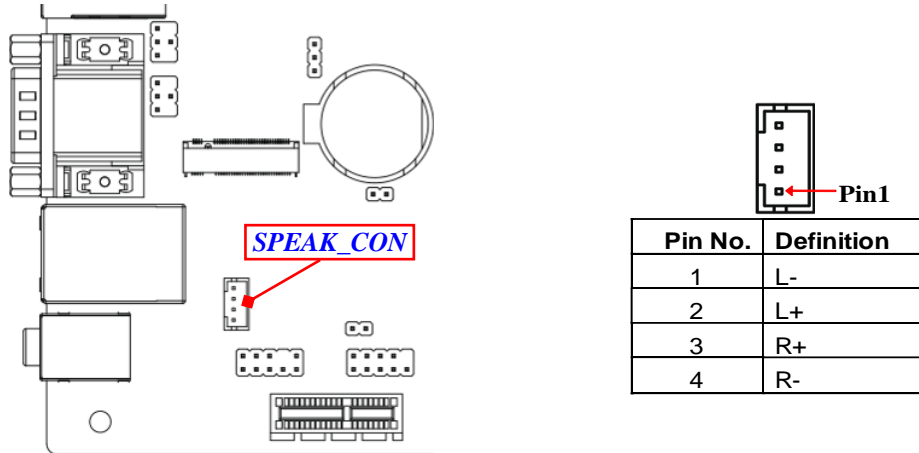 SPEAK_CON
Pin1
Pin No. Definition
1 L-
2 L+
3 R+
4 R-